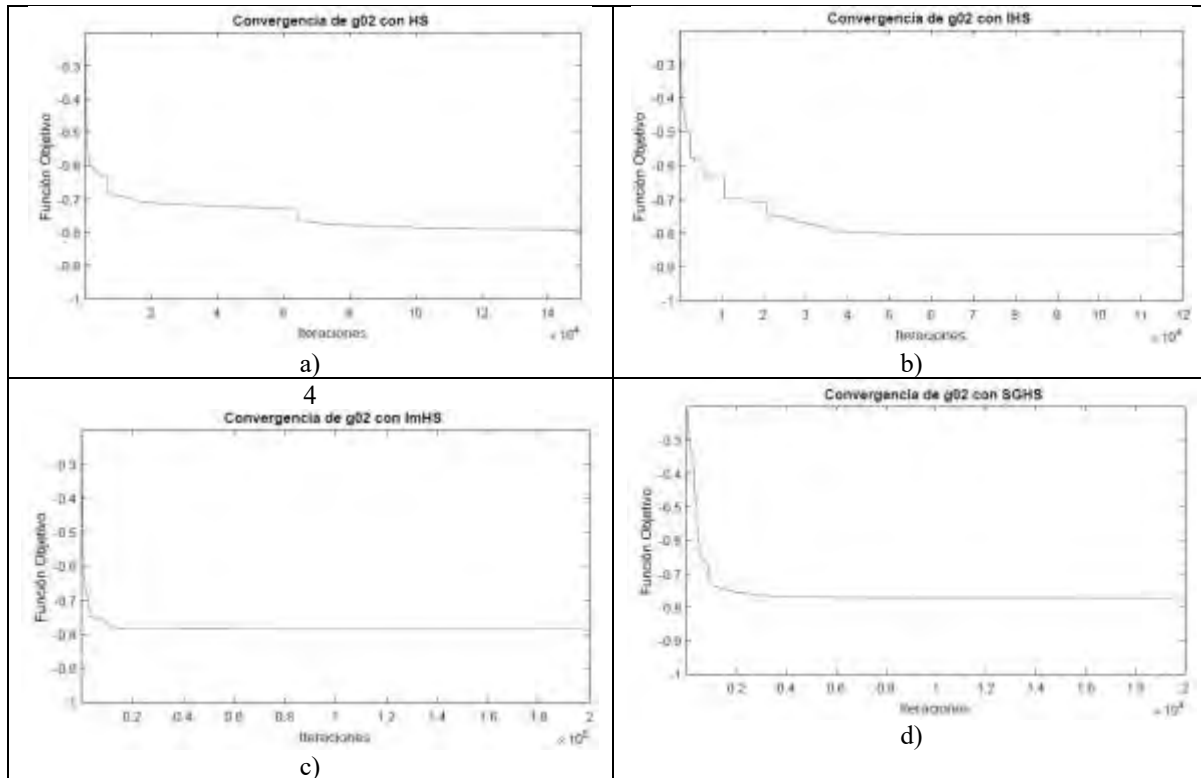 Convergencia de g02 con HS
Función Objetivo
-0.3
-0.4
-0.5
-0.6
-0.7
-0.8
-0.9
-1
2 4 6 8 10 12 14
Iteraciones
×10⁴
a)
Convergencia de g02 con IHS
Función Objetivo
-0.3
-0.4
-0.5
-0.6
-0.7
-0.8
-0.9
-1
1 2 3 4 5 6 7 8 9 10 11 12
Iteraciones
×10⁴
b)
4
Convergencia de g02 con ImHS
Función Objetivo
-0.3
-0.4
-0.5
-0.6
-0.7
-0.8
-0.9
-1
0.2 0.4 0.6 0.8 1 1.2 1.4 1.6 1.8 2
Iteraciones
×10⁵
c)
Convergencia de g02 con SGHS
Función Objetivo
-0.3
-0.4
-0.5
-0.6
-0.7
-0.8
-0.9
-1
0.2 0.4 0.6 0.8 1 1.2 1.4 1.6 1.8 2
Iteraciones
×10⁴
d)